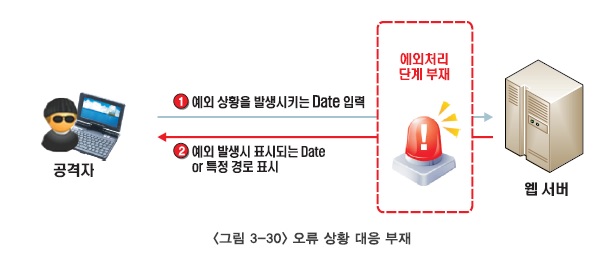 에외처리
단계 부재
1 예외 상황을 발생시키는 Date 입력
2 예외 발생시 표시되는 Date
or 특정 경로 표시
공격자
웹 서버
<그림 3-30> 오류 상황 대응 부재